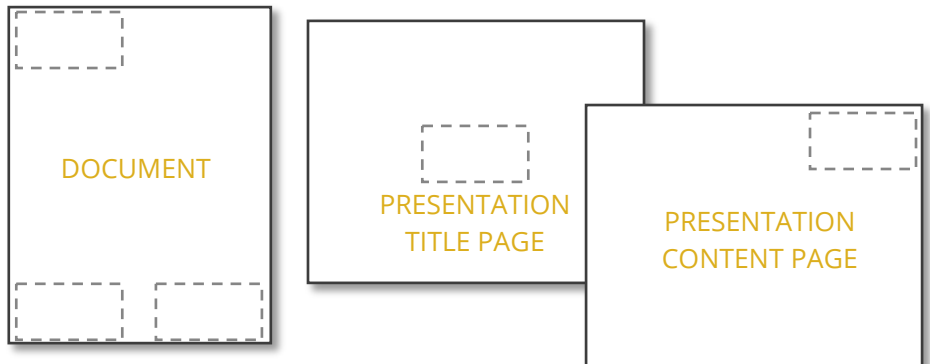 DOCUMENT
PRESENTATION
TITLE PAGE
PRESENTATION
CONTENT PAGE